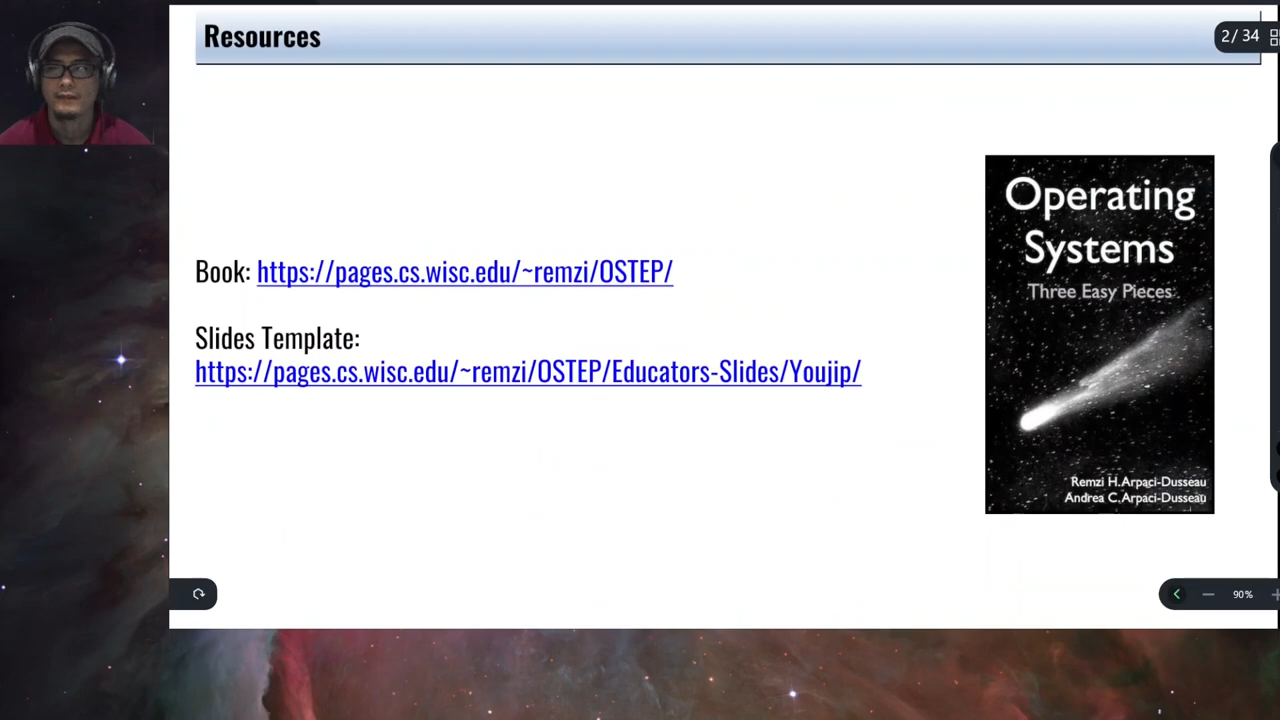 Resources
2 / 34
Book: https://pages.cs.wisc.edu/~remzi/OSTEP/
Slides Template:
https://pages.cs.wisc.edu/~remzi/OSTEP/Educators-Slides/Youjip/
Operating
Systems
Three Easy Pieces
Remzi H. Arpaci-Dusseau
Andrea C. Arpaci-Dusseau
90%